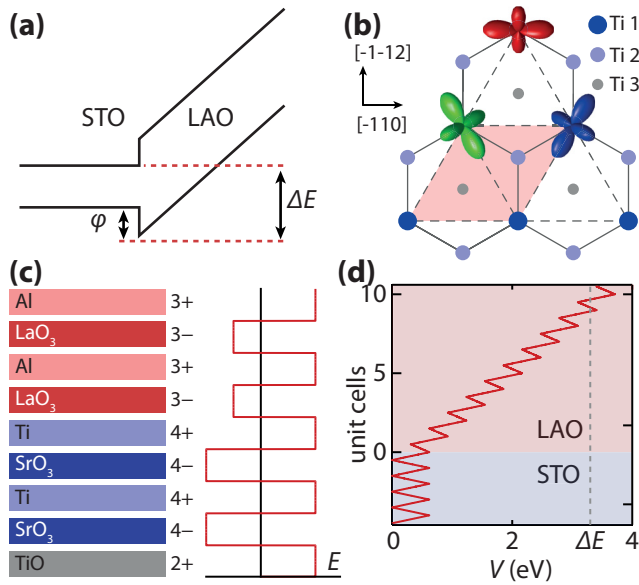 (a)
STO
LAO
φ
ΔE
(b)
[-1-12]
[-110]
Ti 1
Ti 2
Ti 3
(c)
Al 3+
LaO3 3−
Al 3+
LaO3 3−
Ti 4+
SrO3 4−
Ti 4+
SrO3 4−
TiO 2+
E
(d)
10
5
0
unit cells
LAO
STO
0 2 ΔE 4
V (eV)